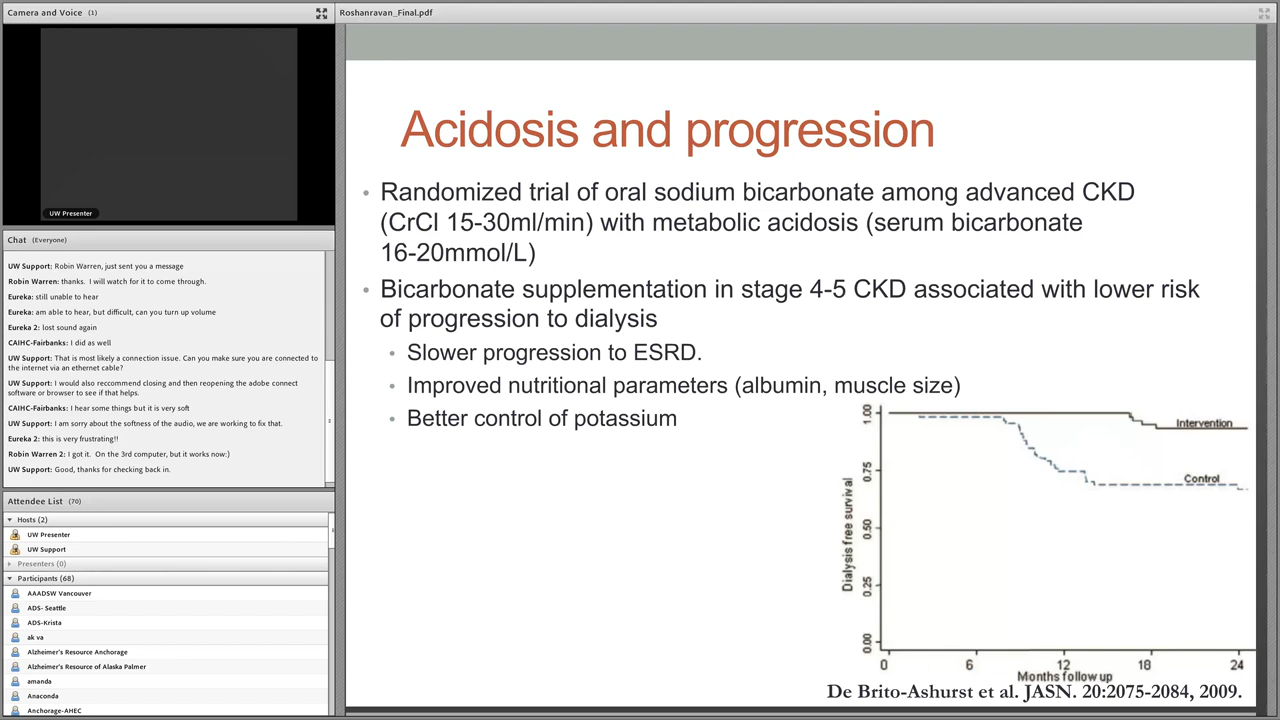 Camera and Voice (1)
UW Presenter
Chat (Everyone)
UW Support: Robin Warren, just sent you a message
Robin Warren: thanks. I will watch for it to come through.
Eureka: still unable to hear
Eureka: am able to hear, but difficult, can you turn up volume
Eureka 2: lost sound again
CAIHC-Fairbanks: I did as well
UW Support: That is most likely a connection issue. Can you make sure you are connected to
the internet via an ethernet cable?
UW Support: I would also reccommend closing and then reopening the adobe connect
software or browser to see if that helps.
CAIHC-Fairbanks: I hear some things but it is very soft
UW Support: I am sorry about the softness of the audio, we are working to fix that.
Eureka 2: this is very frustrating!!
Robin Warren 2: I got it. On the 3rd computer, but it works now:)
UW Support: Good, thanks for checking back in.
Attendee List (70)
Hosts (2)
UW Presenter
UW Support
Presenters (0)
Participants (68)
AAADSW Vancouver
ADS- Seattle
ADS-Krista
ak va
Alzheimer's Resource Anchorage
Alzheimer's Resource of Alaska Palmer
amanda
Anaconda
Anchorage-AHEC
Roshanravan_Final.pdf
Acidosis and progression
• Randomized trial of oral sodium bicarbonate among advanced CKD
(CrCl 15-30ml/min) with metabolic acidosis (serum bicarbonate
16-20mmol/L)
• Bicarbonate supplementation in stage 4-5 CKD associated with lower risk
of progression to dialysis
• Slower progression to ESRD.
• Improved nutritional parameters (albumin, muscle size)
• Better control of potassium
Dialysis free survival
1.00
0.75
0.50
0.25
0.00
Intervention
Control
0 6 12 18 24
Months follow up
De Brito-Ashurst et al. JASN. 20:2075-2084, 2009.